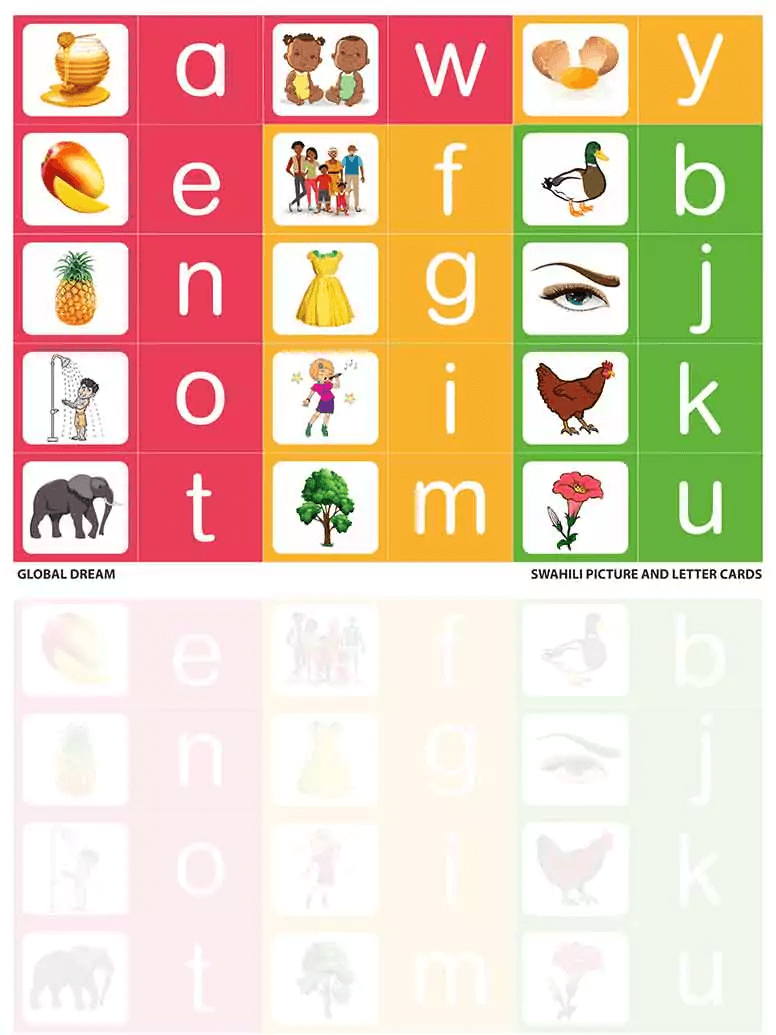 a w y
e f b
n g j
o i k
t m u
GLOBAL DREAM
SWAHILI PICTURE AND LETTER CARDS
e f b
n g j
o i k
t m u